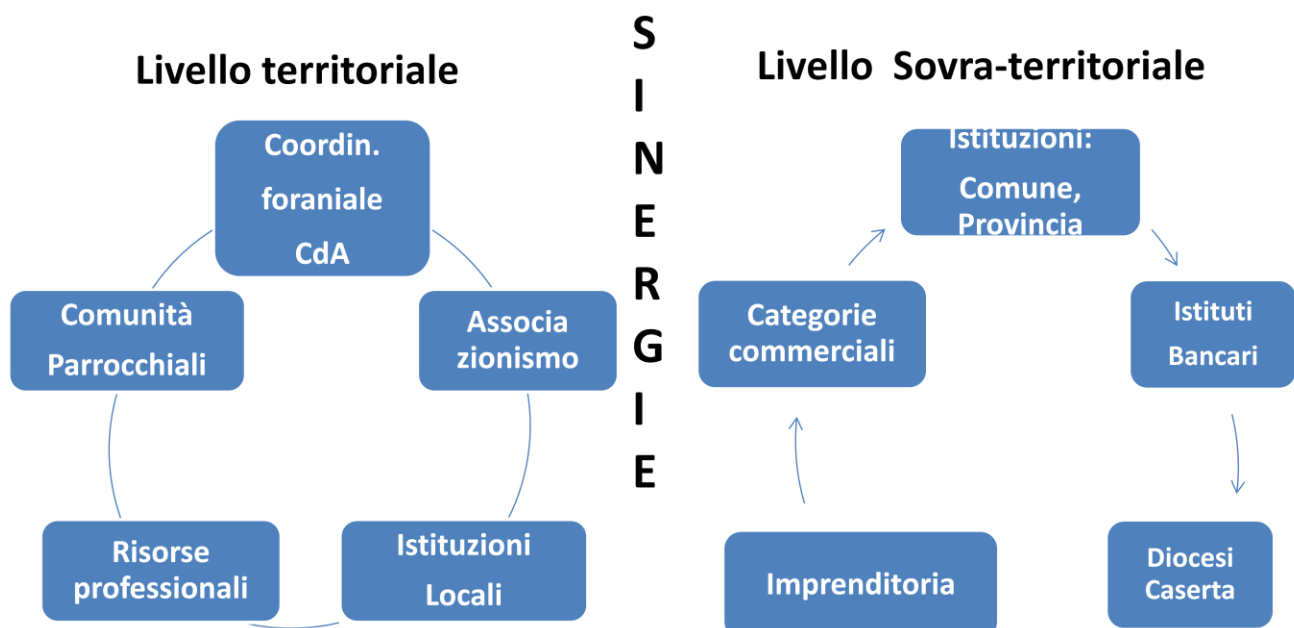 Livello territoriale
Coordin.
foraniale
CdA
Comunità
Parrocchiali
Associa
zionismo
Risorse
professionali
Istituzioni
Locali
S
I
N
E
R
G
I
E
Livello Sovra-territoriale
Istituzioni:
Comune,
Provincia
Categorie
commerciali
Istituti
Bancari
Imprenditoria
Diocesi
Caserta